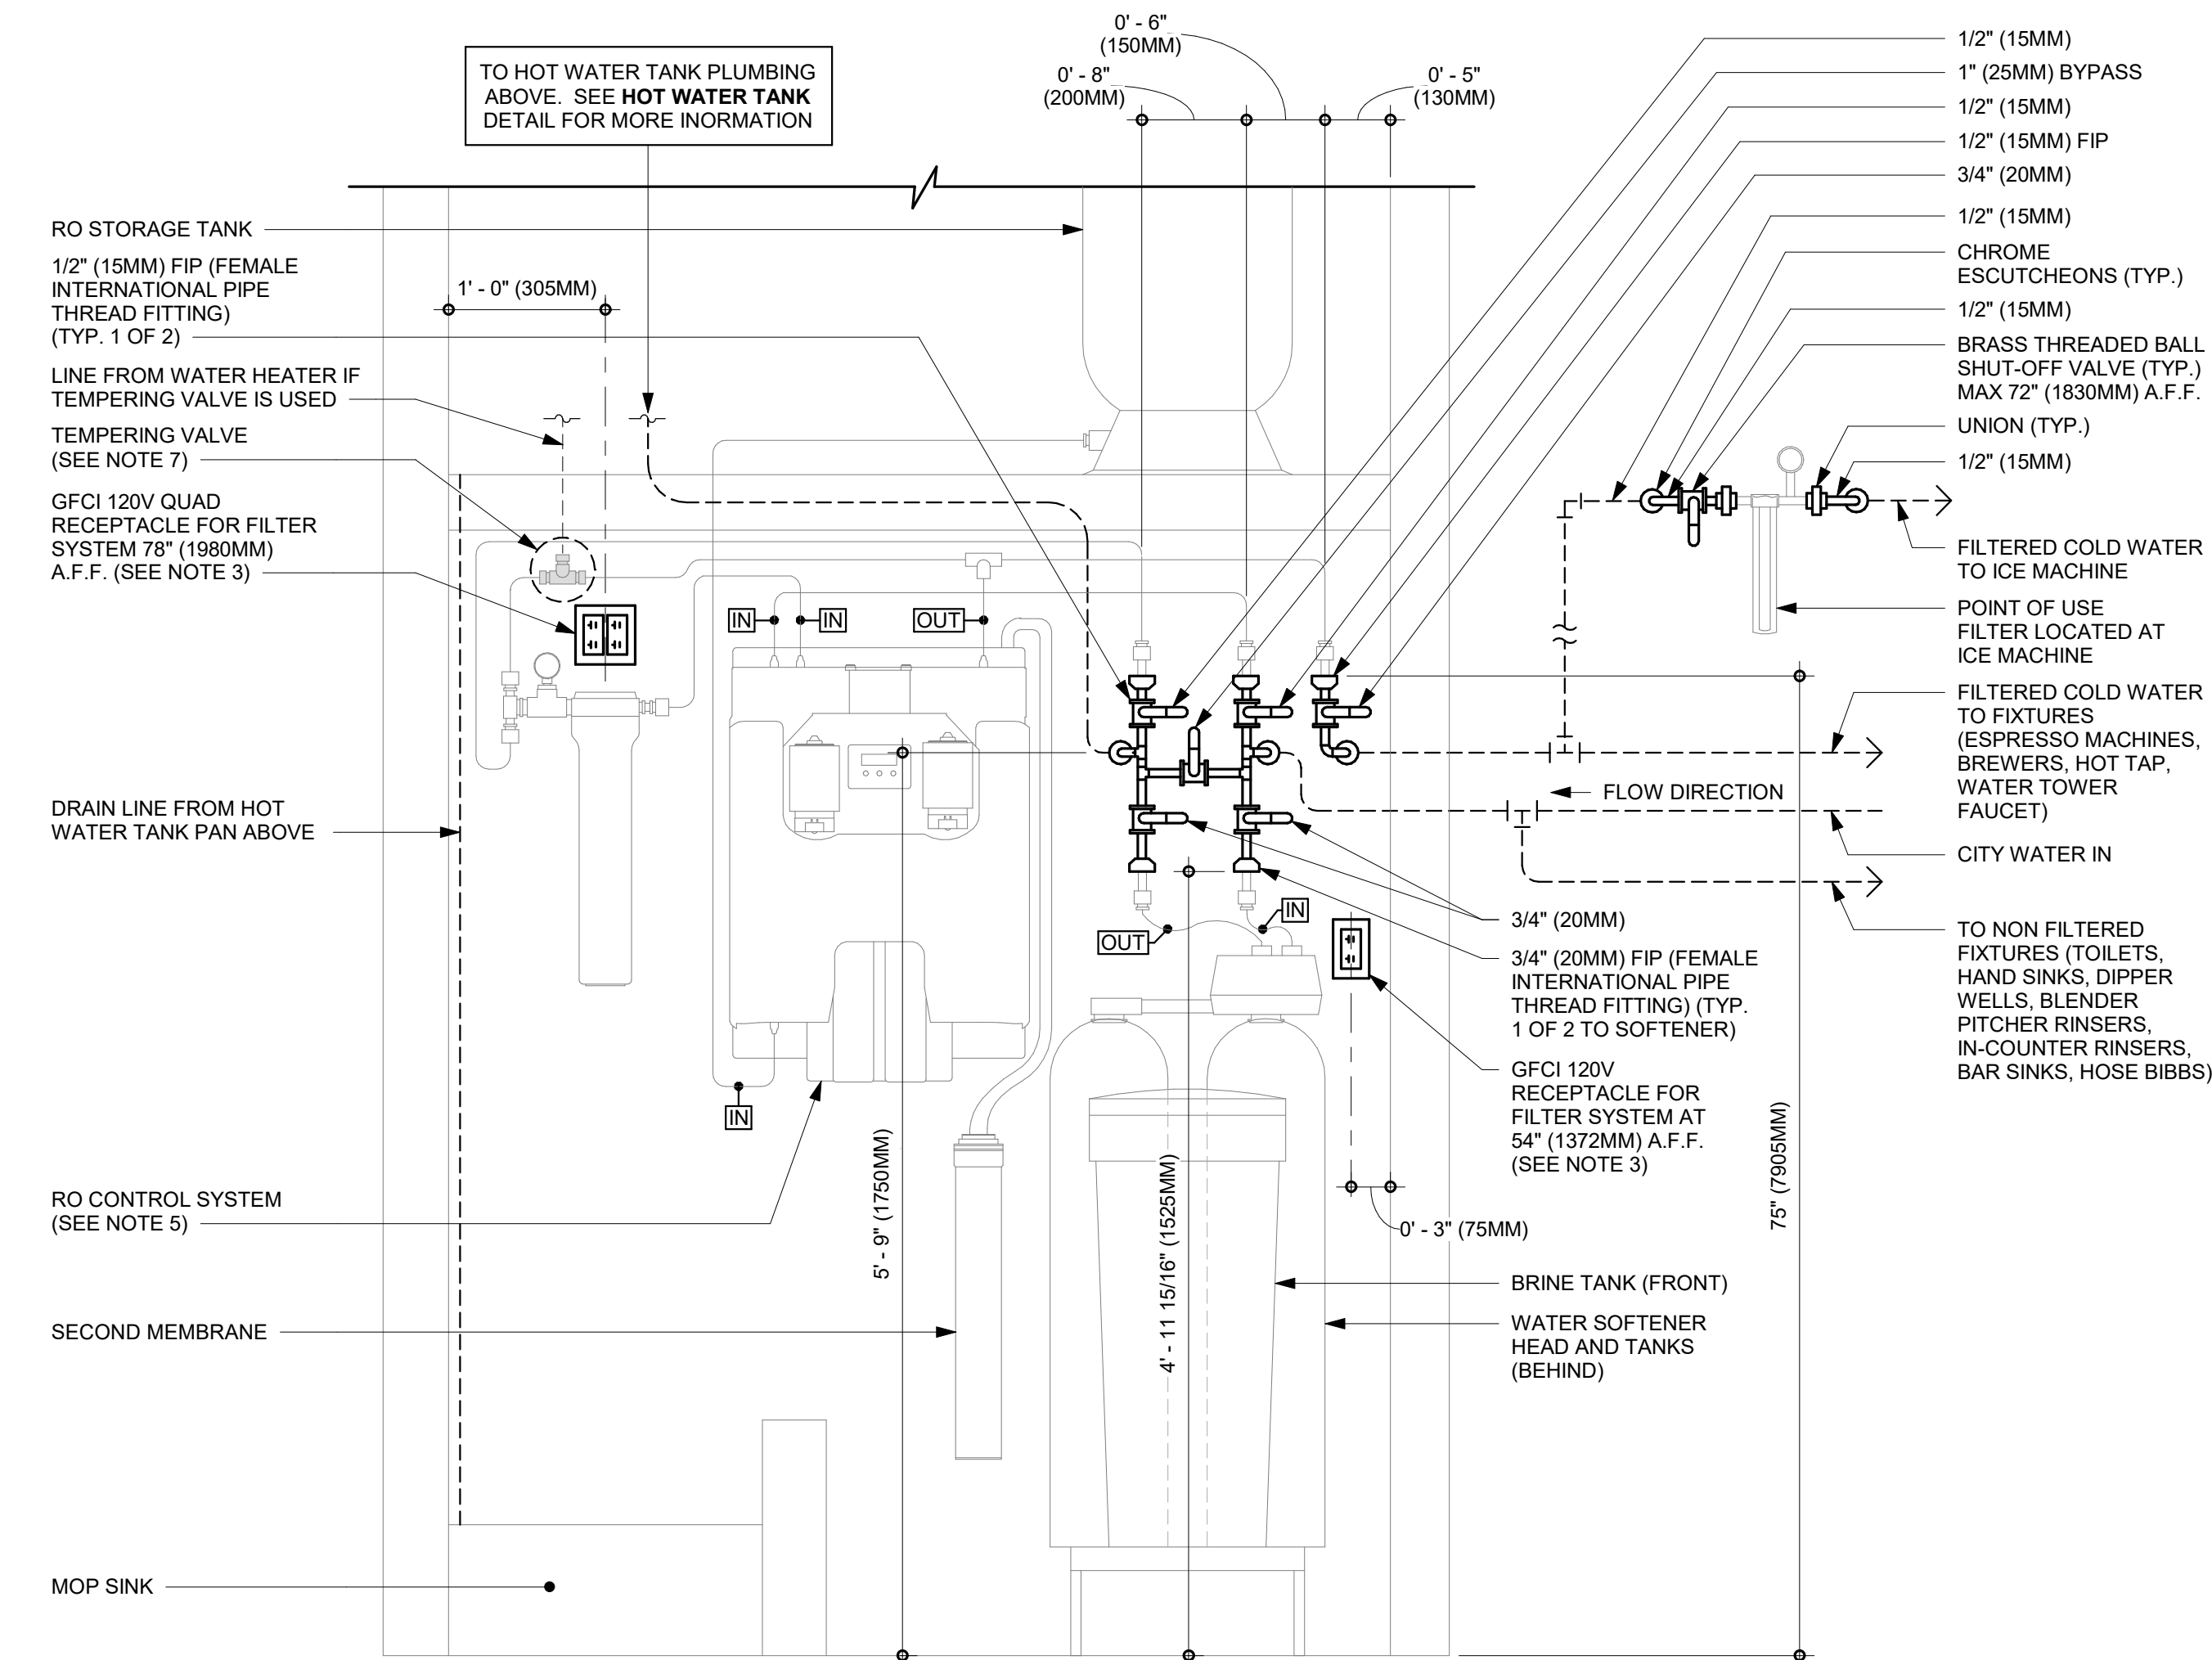 TO HOT WATER TANK PLUMBING
ABOVE. SEE HOT WATER TANK
DETAIL FOR MORE INORMATION
0' - 6"
(150MM)
0' - 8"
(200MM)
0' - 5"
(130MM)
RO STORAGE TANK
1/2" (15MM) FIP (FEMALE
INTERNATIONAL PIPE
THREAD FITTING)
(TYP. 1 OF 2)
1' - 0" (305MM)
LINE FROM WATER HEATER IF
TEMPERING VALVE IS USED
TEMPERING VALVE
(SEE NOTE 7)
GFCI 120V QUAD
RECEPTACLE FOR FILTER
SYSTEM 78" (1980MM)
A.F.F. (SEE NOTE 3)
DRAIN LINE FROM HOT
WATER TANK PAN ABOVE
RO CONTROL SYSTEM
(SEE NOTE 5)
SECOND MEMBRANE
MOP SINK
IN
IN
OUT
IN
OUT
IN
5' - 9" (1750MM)
4' - 11 15/16" (1525MM)
75" (7905MM)
0' - 3" (75MM)
FLOW DIRECTION
3/4" (20MM)
3/4" (20MM) FIP (FEMALE
INTERNATIONAL PIPE
THREAD FITTING) (TYP.
1 OF 2 TO SOFTENER)
GFCI 120V
RECEPTACLE FOR
FILTER SYSTEM AT
54" (1372MM) A.F.F.
(SEE NOTE 3)
BRINE TANK (FRONT)
WATER SOFTENER
HEAD AND TANKS
(BEHIND)
1/2" (15MM)
1" (25MM) BYPASS
1/2" (15MM)
1/2" (15MM) FIP
3/4" (20MM)
1/2" (15MM)
CHROME
ESCUTCHEONS (TYP.)
1/2" (15MM)
BRASS THREADED BALL
SHUT-OFF VALVE (TYP.)
MAX 72" (1830MM) A.F.F.
UNION (TYP.)
1/2" (15MM)
FILTERED COLD WATER
TO ICE MACHINE
POINT OF USE
FILTER LOCATED AT
ICE MACHINE
FILTERED COLD WATER
TO FIXTURES
(ESPRESSO MACHINES,
BREWERS, HOT TAP,
WATER TOWER
FAUCET)
CITY WATER IN
TO NON FILTERED
FIXTURES (TOILETS,
HAND SINKS, DIPPER
WELLS, BLENDER
PITCHER RINSERS,
IN-COUNTER RINSERS,
BAR SINKS, HOSE BIBBS)